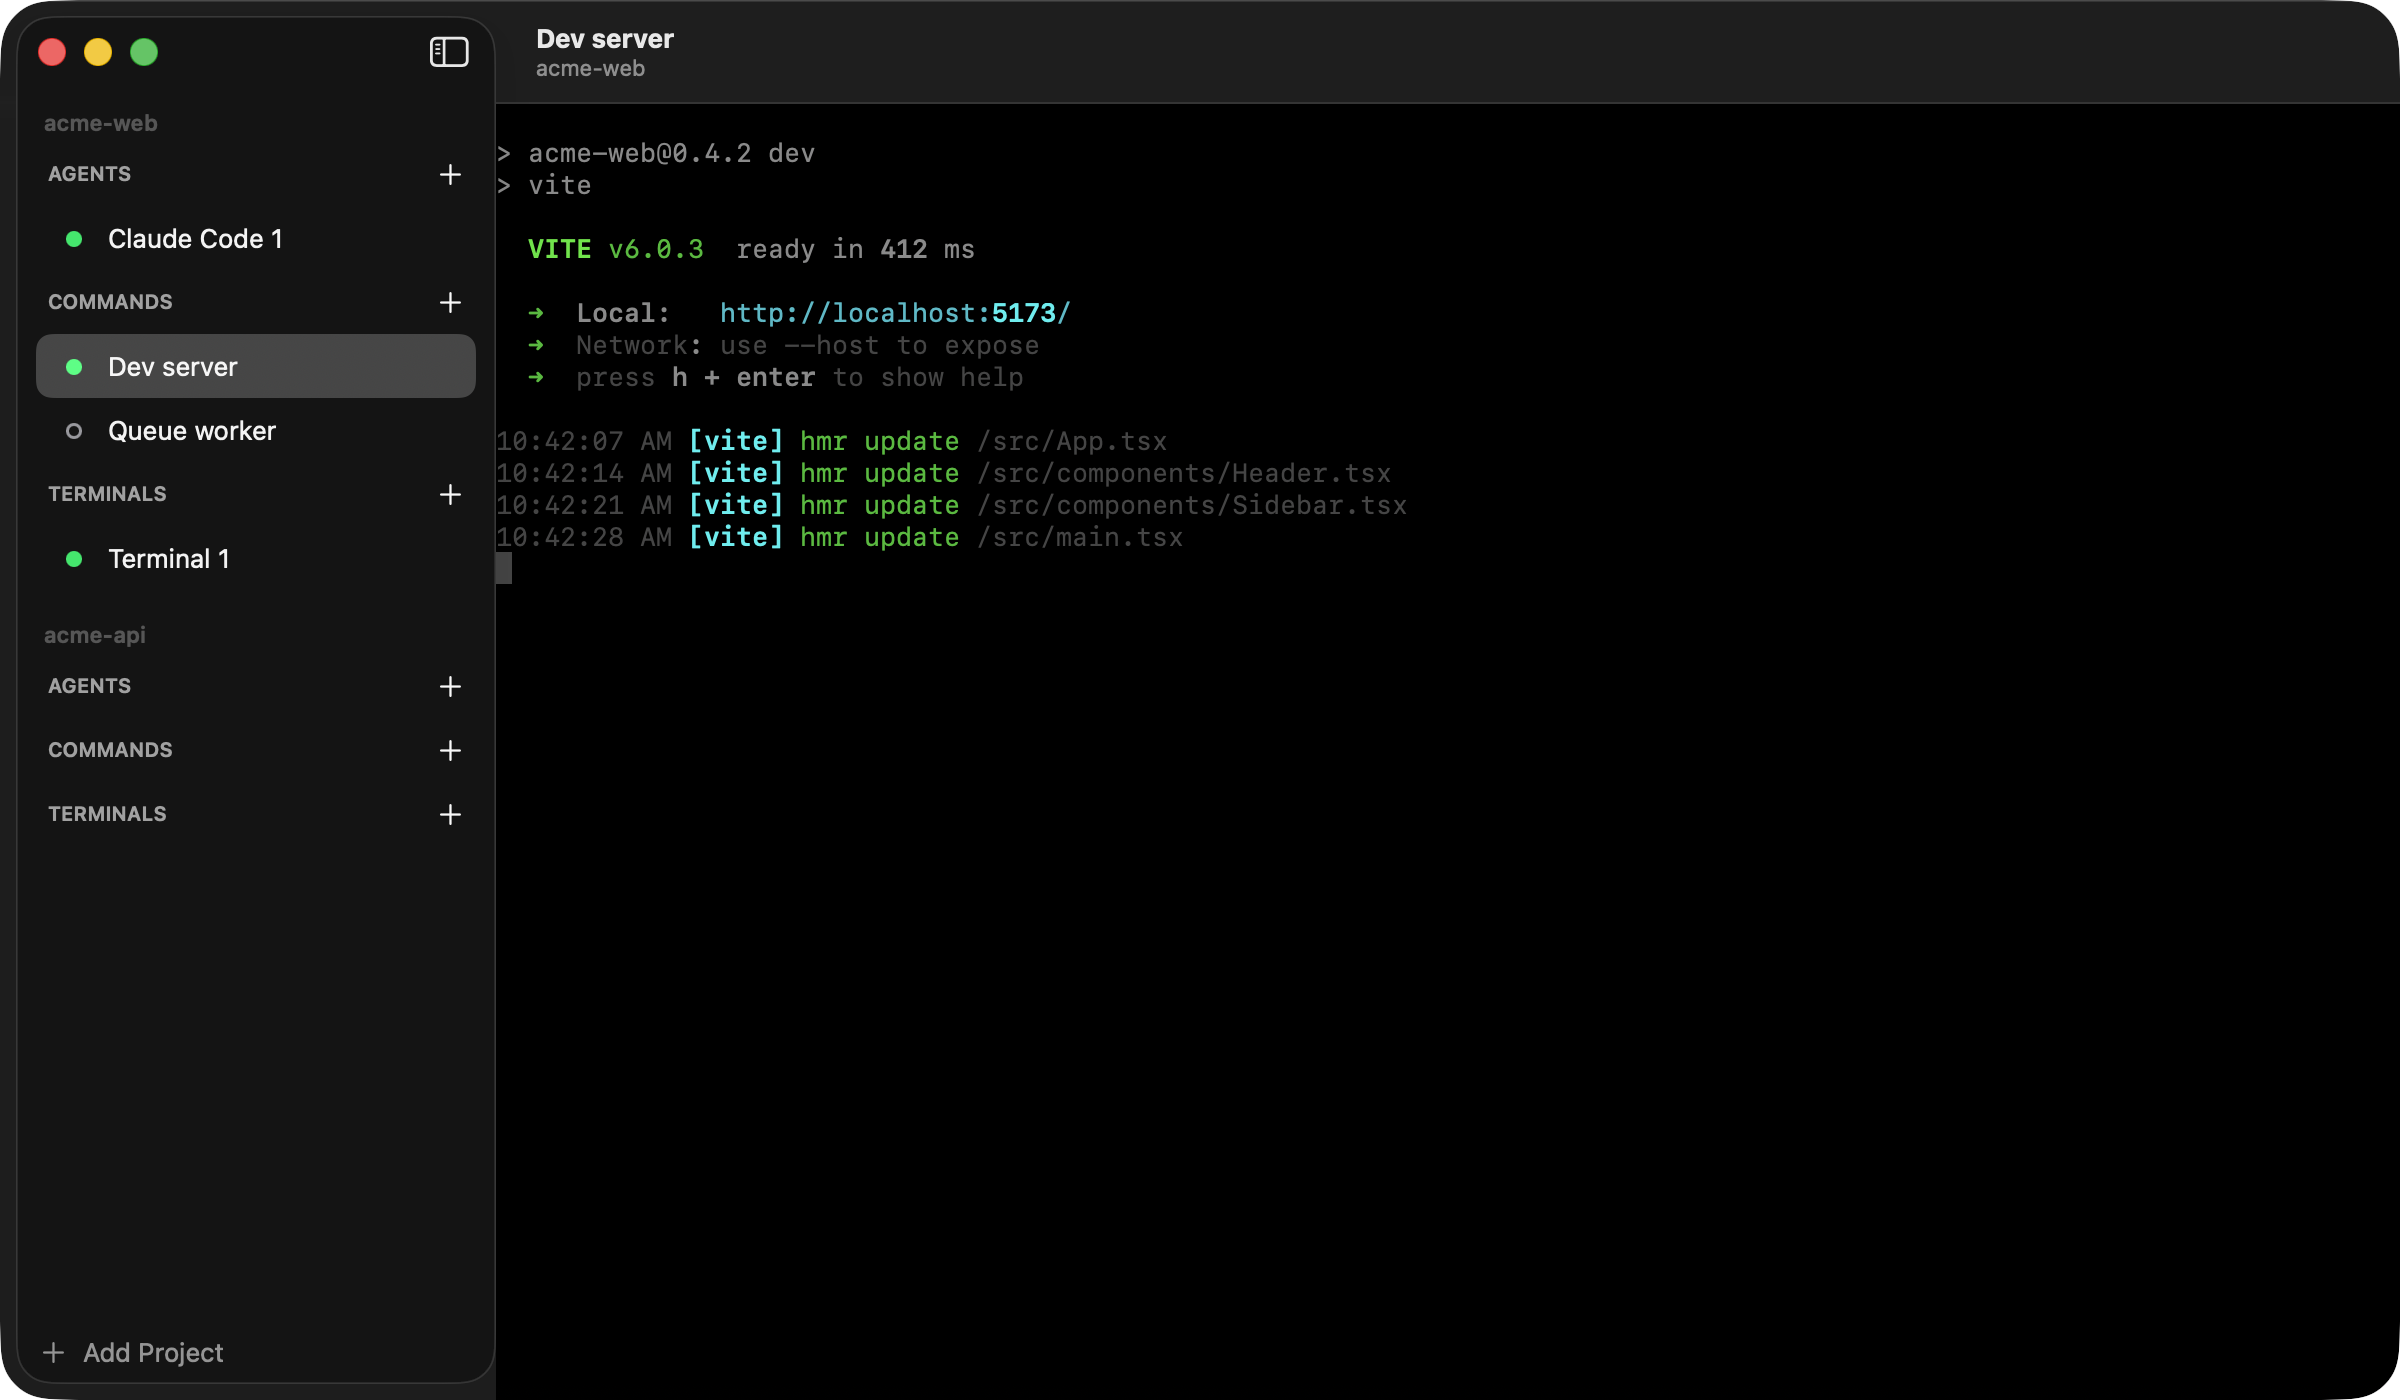 acme-web
AGENTS
Claude Code 1
COMMANDS
Dev server
Queue worker
TERMINALS
Terminal 1
acme-api
AGENTS
COMMANDS
TERMINALS
Add Project
Dev server
acme-web
> acme-web@0.4.2 dev
> vite
VITE v6.0.3  ready in 412 ms
➜  Local:   http://localhost:5173/
➜  Network: use --host to expose
➜  press h + enter to show help
10:42:07 AM [vite] hmr update /src/App.tsx
10:42:14 AM [vite] hmr update /src/components/Header.tsx
10:42:21 AM [vite] hmr update /src/components/Sidebar.tsx
10:42:28 AM [vite] hmr update /src/main.tsx